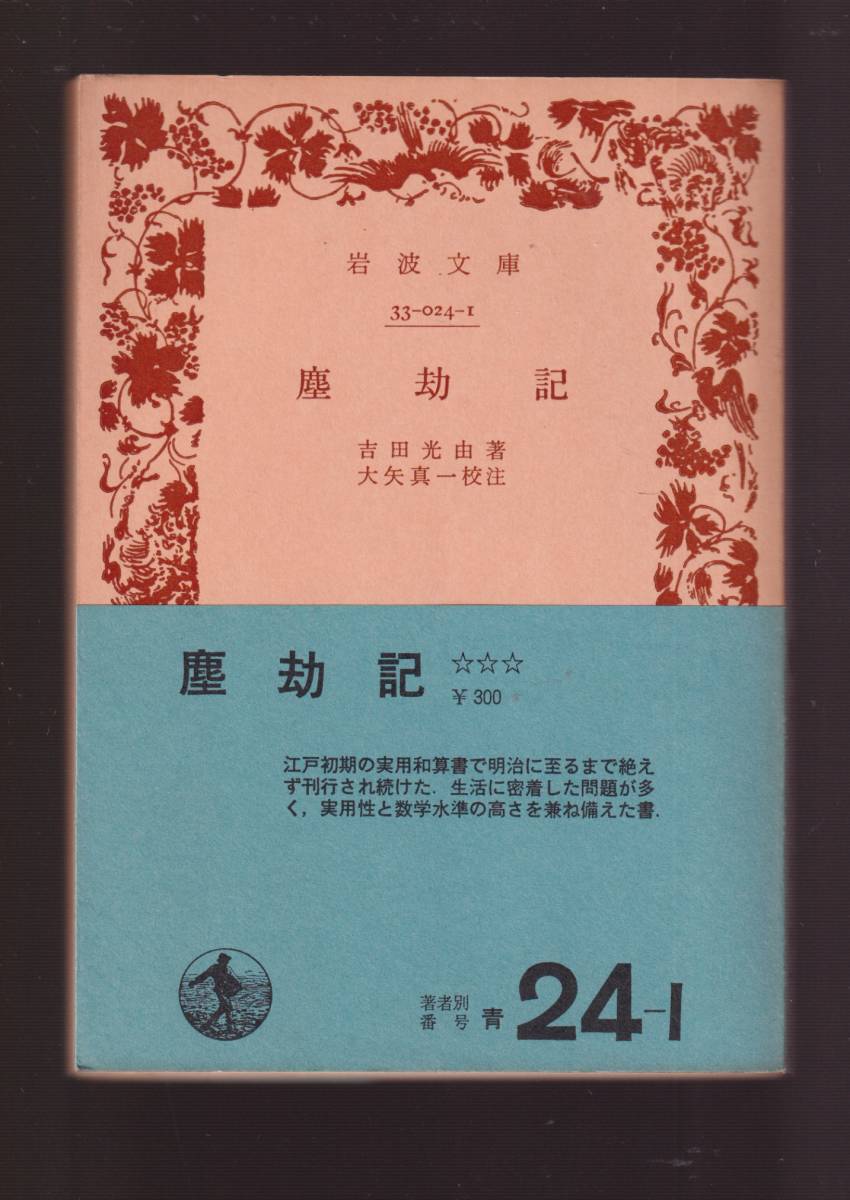 岩波文庫
33-024-1
塵劫記
吉田光由著
大矢真一校注
塵劫記 ☆☆☆
¥300
江戸初期の実用和算書で明治に至るまで絶え
ず刊行され続けた．生活に密着した問題が多
く，実用性と数学水準の高さを兼ね備えた書．
著者別
番号 青 24-1